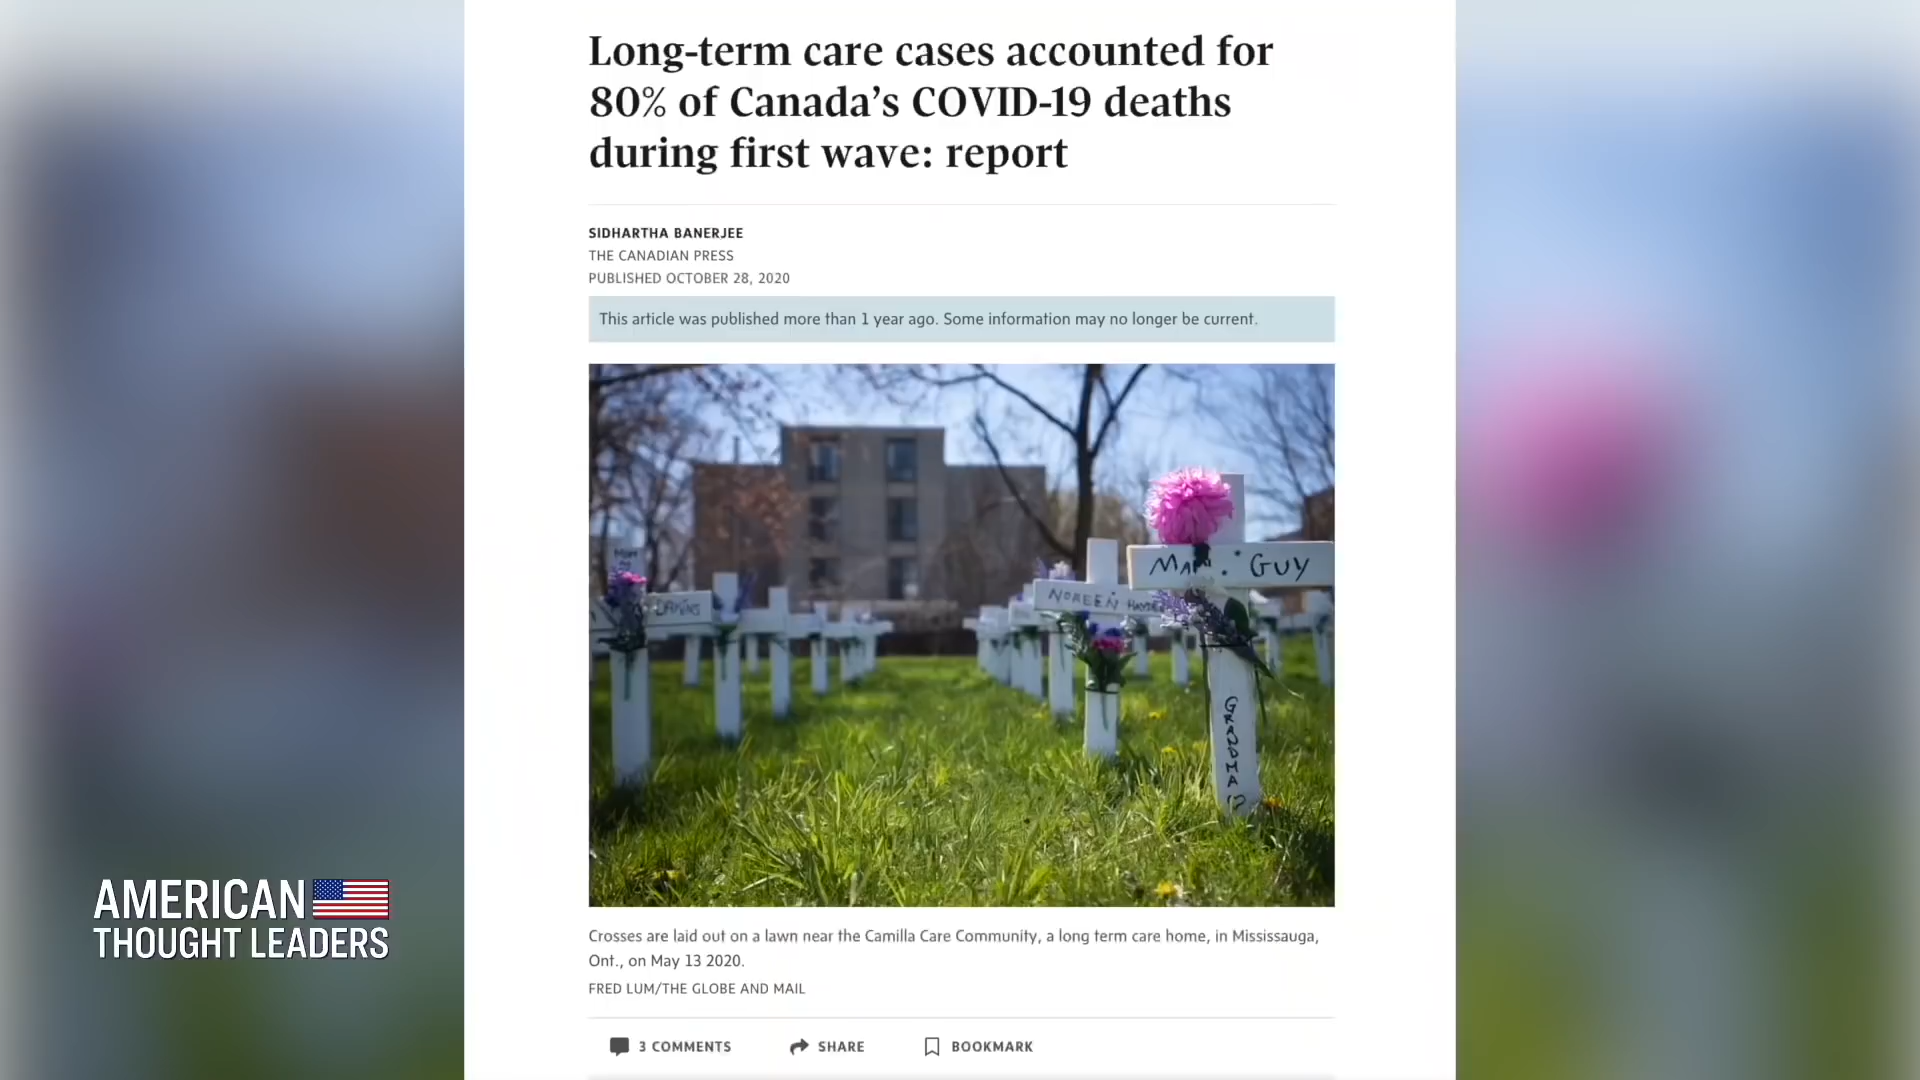 Long-term care cases accounted for
80% of Canada's COVID-19 deaths
during first wave: report
SIDHARTHA BANERJEE
THE CANADIAN PRESS
PUBLISHED OCTOBER 28, 2020
This article was published more than 1 year ago. Some information may no longer be current.
GUY
NOREEN
GRANDMA
Crosses are laid out on a lawn near the Camilla Care Community, a long term care home, in Mississauga,
Ont., on May 13 2020.
FRED LUM/THE GLOBE AND MAIL
3 COMMENTS
SHARE
BOOKMARK
AMERICAN
THOUGHT LEADERS